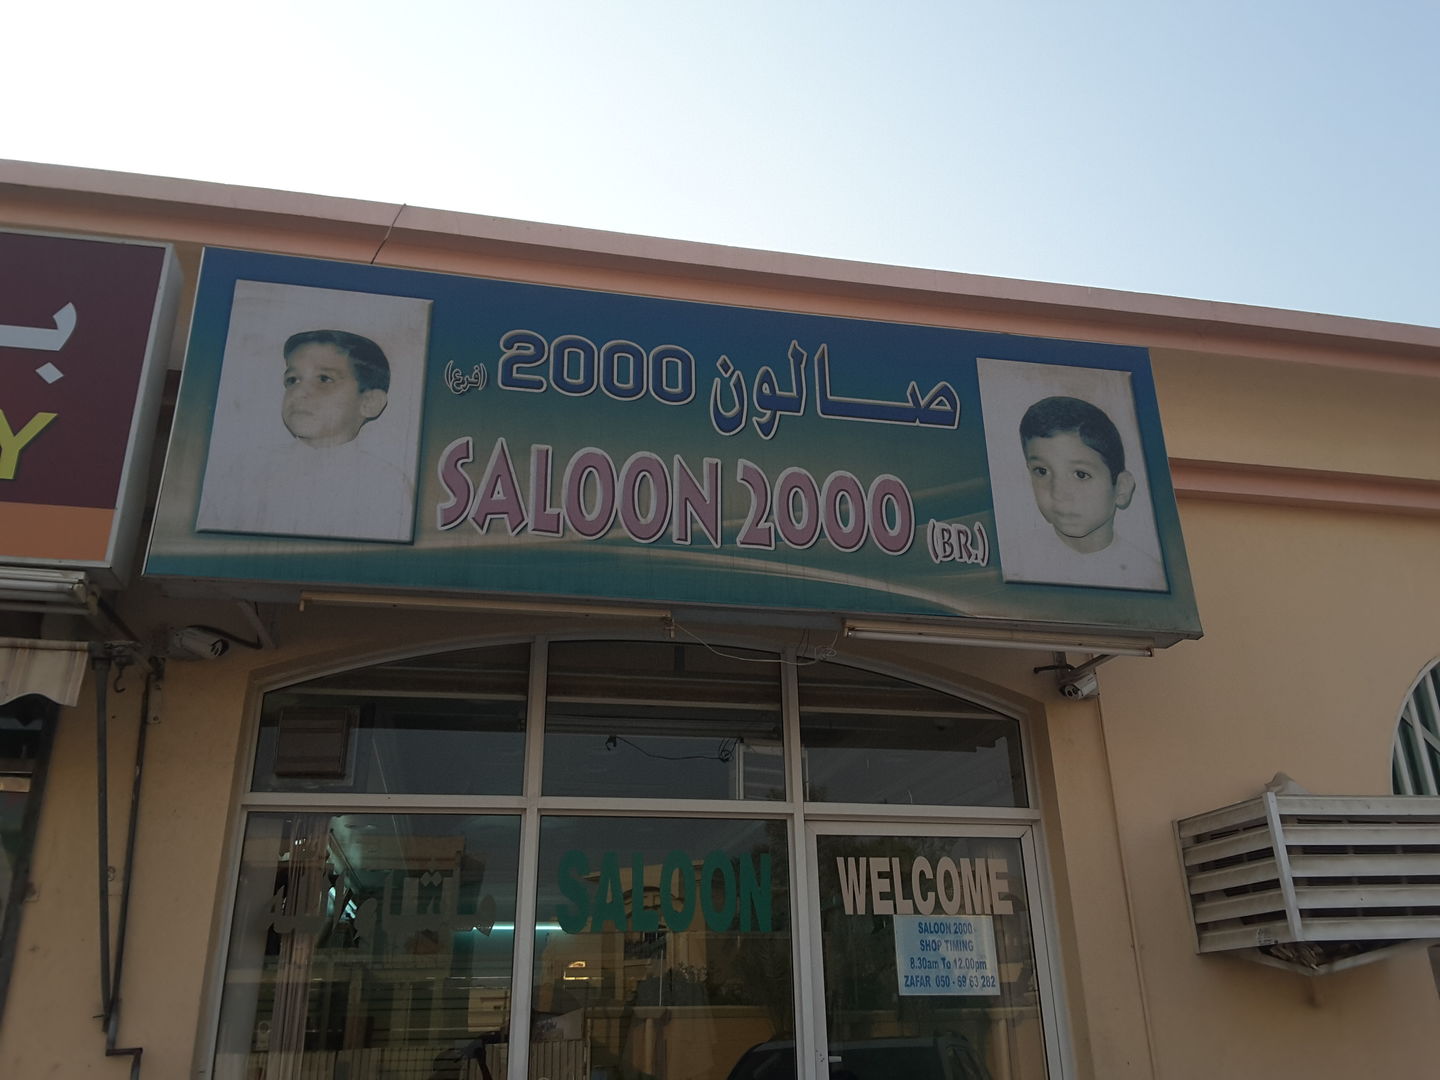 ب
Y
صالون 2000 (فرع)
SALOON 2000 (BR.)
SALOON
WELCOME
SALOON 2000 -
SHOP TIMING
8.30am To 12.00pm
ZAFAR 050 - 69 63 282